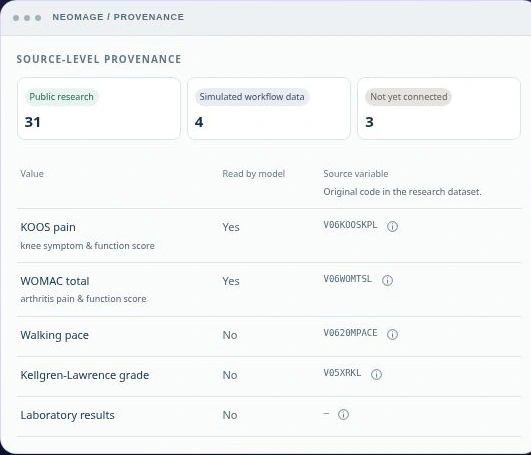 NEOMAGE / PROVENANCE
SOURCE-LEVEL PROVENANCE
Public research
31
Simulated workflow data
4
Not yet connected
3
Value Read by model Source variable
Original code in the research dataset.
KOOS pain Yes V06KOOSKPL
knee symptom & function score
WOMAC total Yes V06WOMTSL
arthritis pain & function score
Walking pace No V0620MPACE
Kellgren-Lawrence grade No V05XRKL
Laboratory results No –